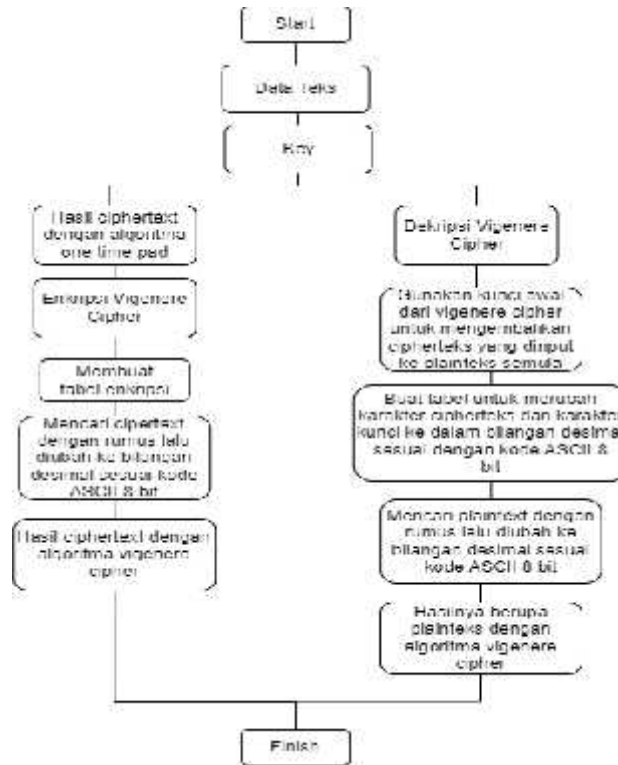 Start
Data Teks
Key
Hasil ciphertext
dengan algoritma
one time pad
Enkripsi Vigenere
Cipher
Membuat
tabel enkripsi
Mencari cipertext
dengan rumus lalu
diubah ke bilangan
desimal sesuai kode
ASCII 8 bit
Hasil ciphertext dengan
algoritma vigenere
cipher
Dekripsi Vigenere
Cipher
Gunakan kunci awal
dari vigenere cipher
untuk mengembalikan
cipherteks yang diinput
ke plainteks semula
Buat tabel untuk merubah
karakter cipherteks dan karakter
kunci ke dalam bilangan desimal
sesuai dengan kode ASCII 8
bit
Mencari plaintext dengan
rumus lalu diubah ke
bilangan desimal sesuai
kode ASCII 8 bit
Hasilnya berupa
plainteks dengan
algoritma vigenere
cipher
Finish